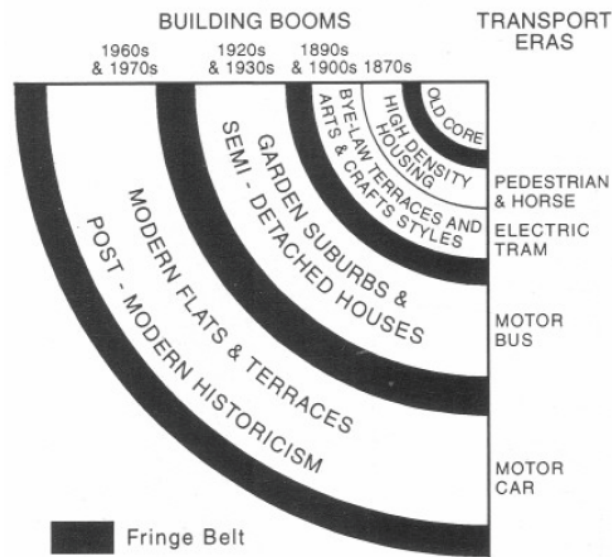 BUILDING BOOMS
TRANSPORT
ERAS
1960s
& 1970s
1920s
& 1930s
1890s
& 1900s
1870s
OLD CORE
HIGH DENSITY
HOUSING
BYE-LAW TERRACES AND
ARTS & CRAFTS STYLES
GARDEN SUBURBS &
SEMI - DETACHED HOUSES
MODERN FLATS & TERRACES
POST - MODERN HISTORICISM
PEDESTRIAN
& HORSE
ELECTRIC
TRAM
MOTOR
BUS
MOTOR
CAR
Fringe Belt